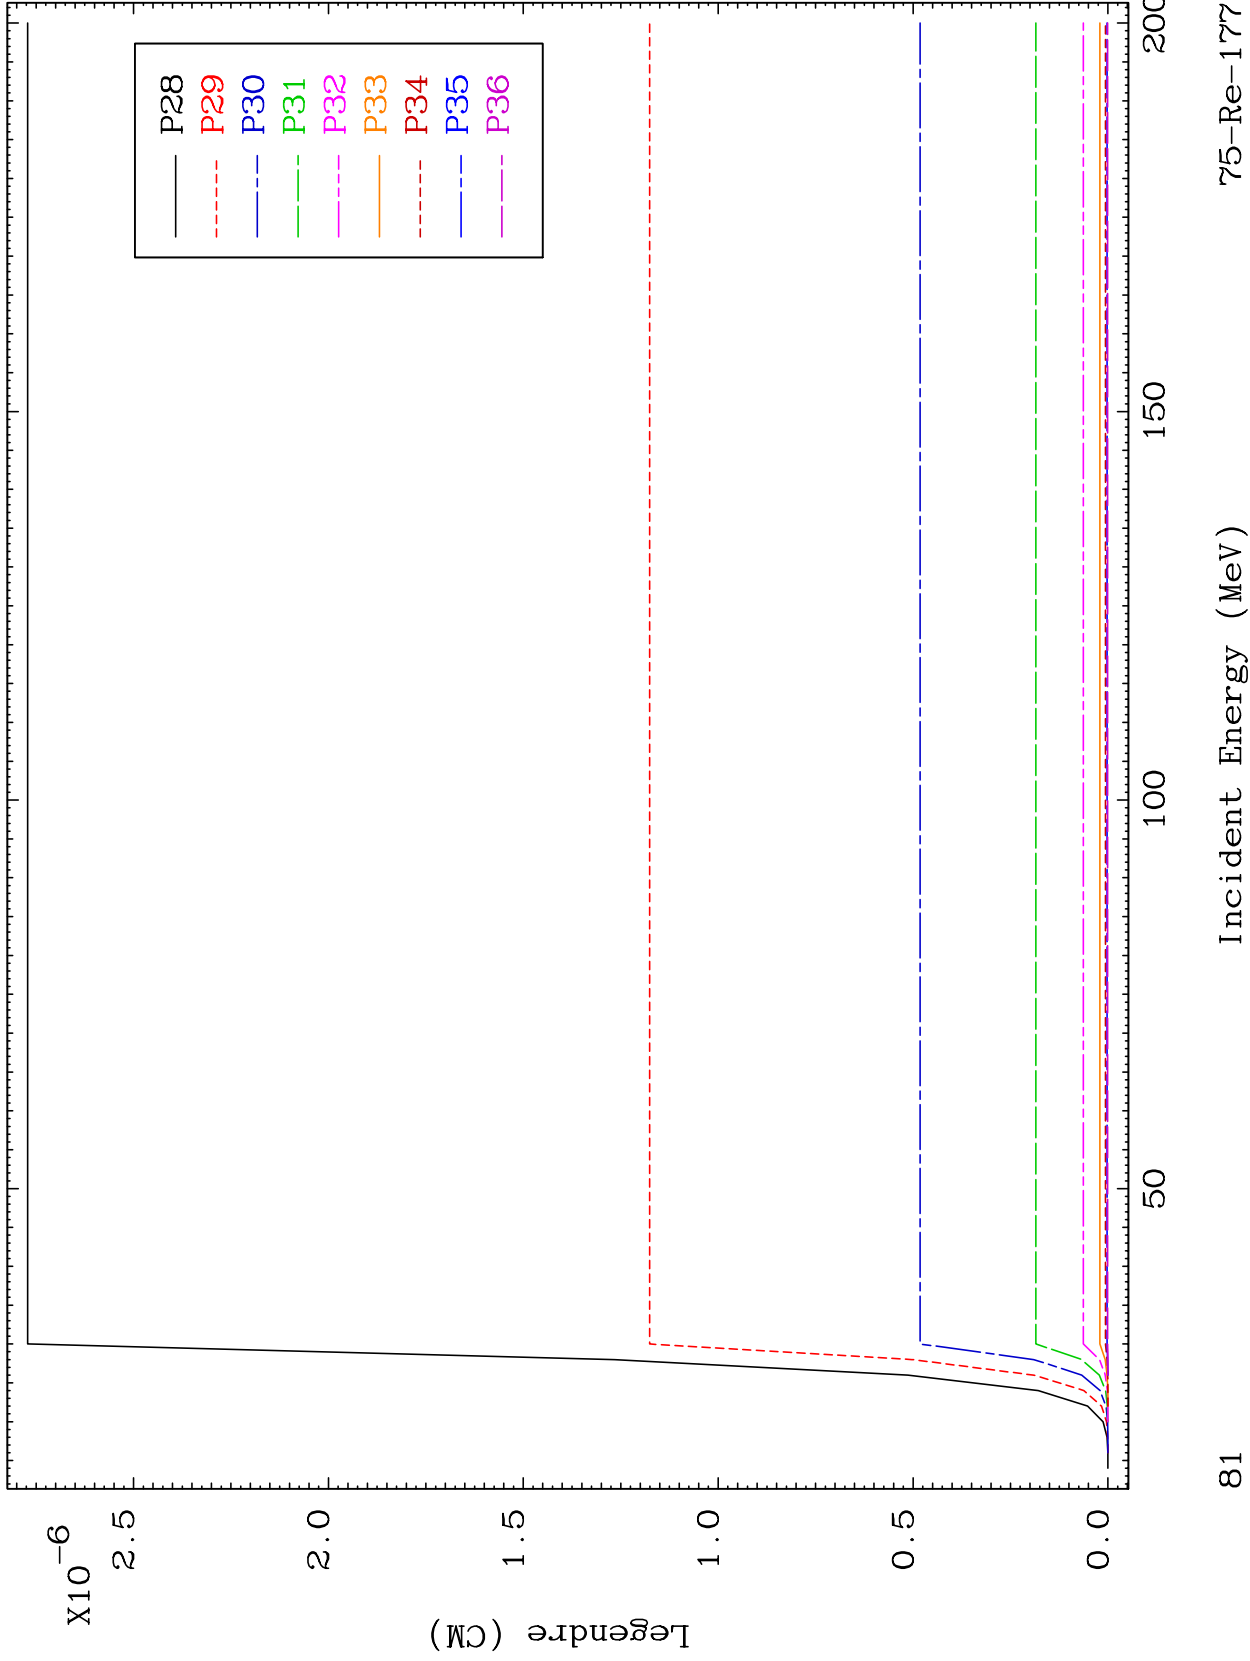 X10-6
2.5
2.0
1.5
1.0
0.5
0.0
Legendre (CM)
P28
P29
P30
P31
P32
P33
P34
P35
P36
50
100
150
200
Incident Energy (MeV)
81
75-Re-177